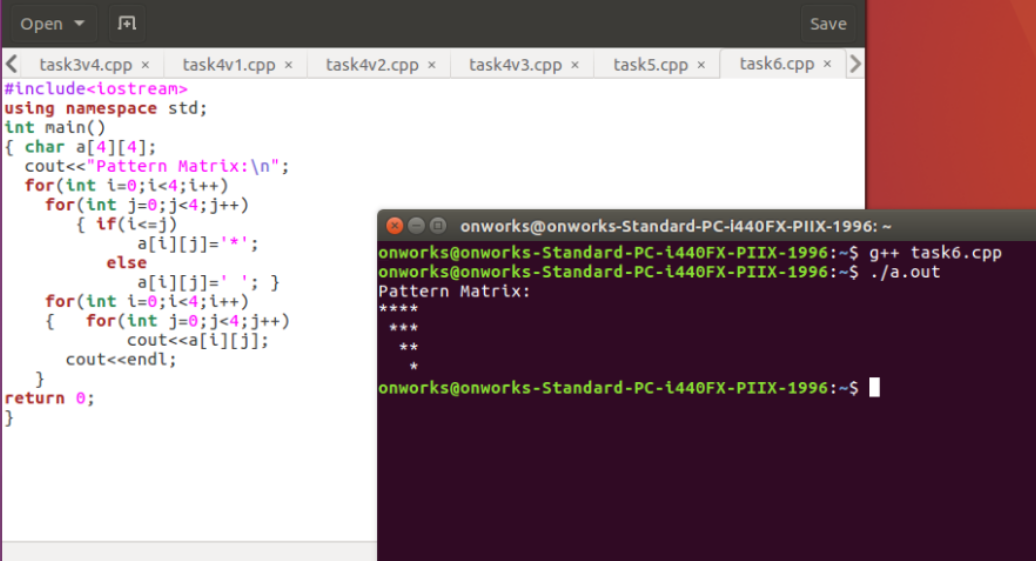 Open Save
task3v4.cpp × task4v1.cpp × task4v2.cpp × task4v3.cpp × task5.cpp × task6.cpp ×
#include<iostream>
using namespace std;
int main()
{ char a[4][4];
  cout<<"Pattern Matrix:\n";
  for(int i=0;i<4;i++)
    for(int j=0;j<4;j++)
       { if(i<=j)
             a[i][j]='*';
          else
             a[i][j]=' '; }
    for(int i=0;i<4;i++)
    {   for(int j=0;j<4;j++)
            cout<<a[i][j];
      cout<<endl;
   }
return 0;
}
onworks@onworks-Standard-PC-i440FX-PIIX-1996: ~
onworks@onworks-Standard-PC-i440FX-PIIX-1996:~$ g++ task6.cpp
onworks@onworks-Standard-PC-i440FX-PIIX-1996:~$ ./a.out
Pattern Matrix:
****
 ***
  **
   *
onworks@onworks-Standard-PC-i440FX-PIIX-1996:~$